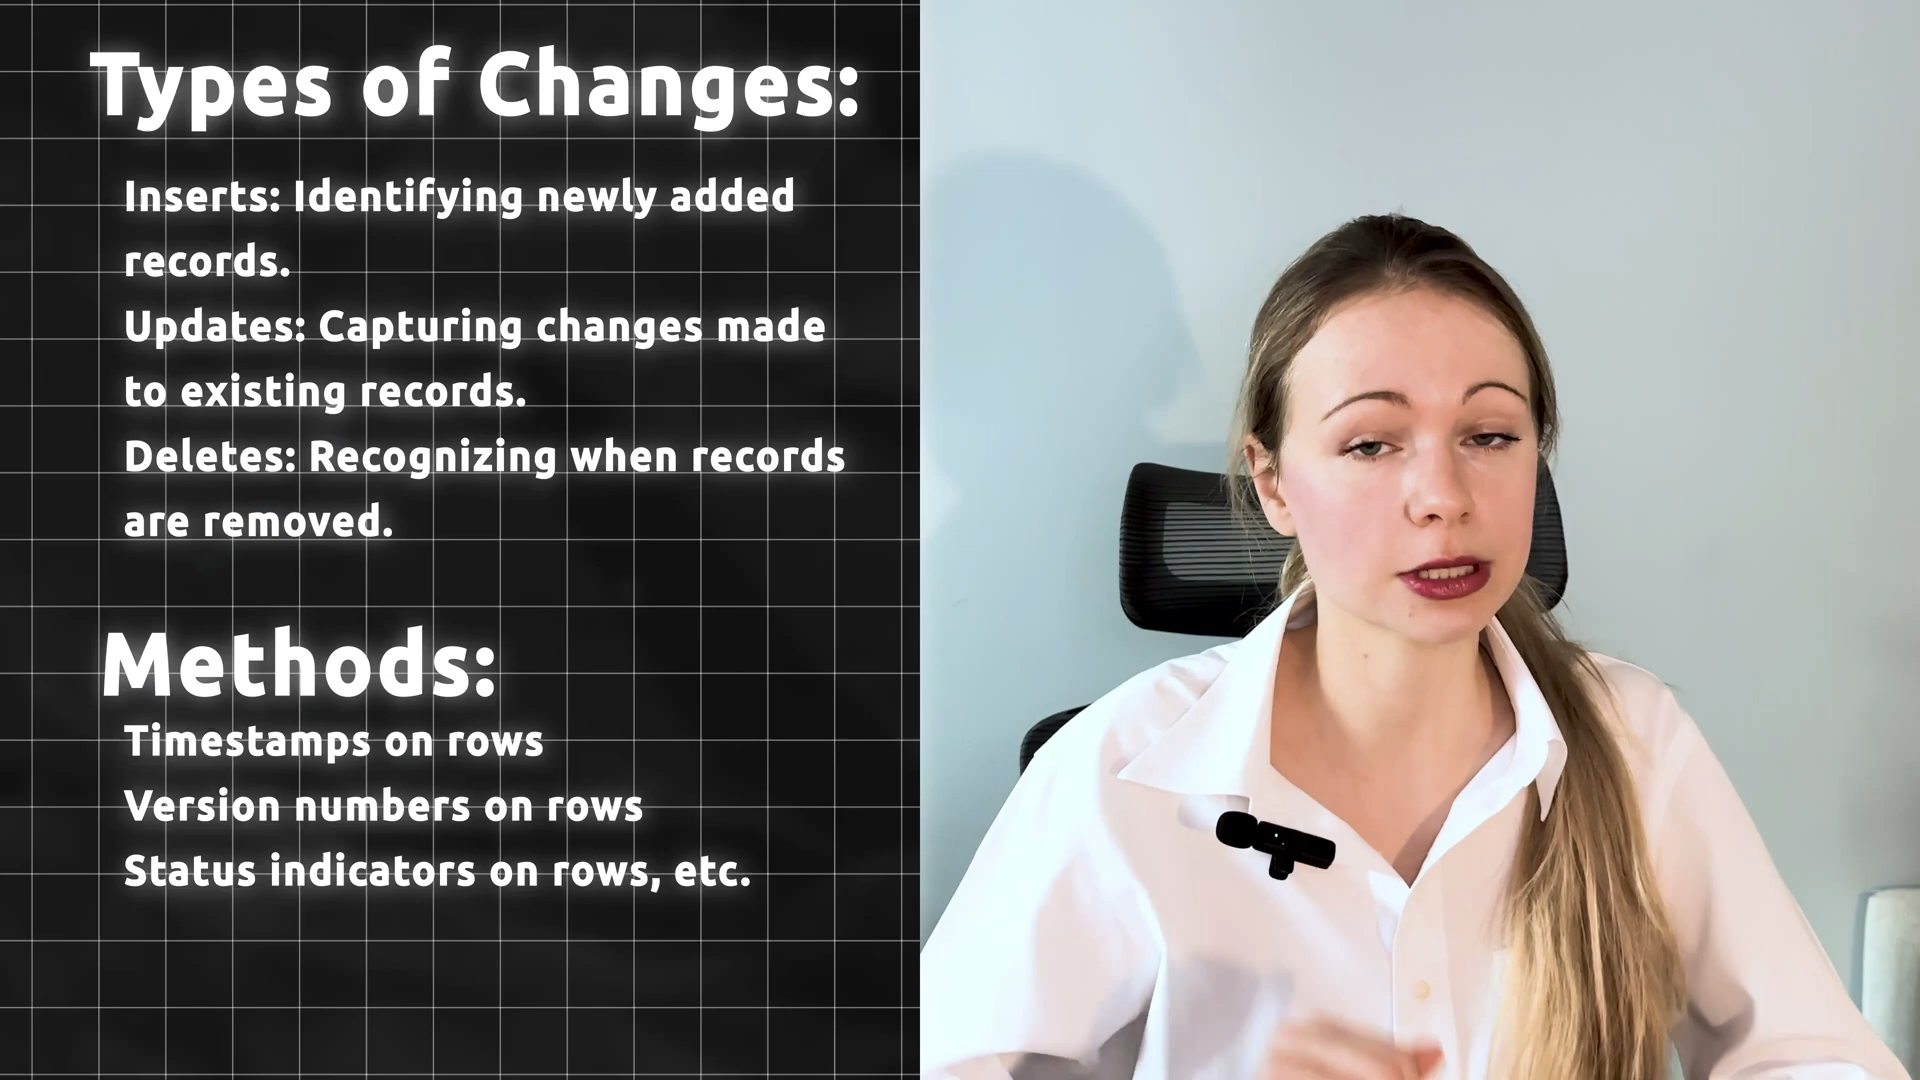 Types of Changes:
Inserts: Identifying newly added
records.
Updates: Capturing changes made
to existing records.
Deletes: Recognizing when records
are removed.
Methods:
Timestamps on rows
Version numbers on rows
Status indicators on rows, etc.